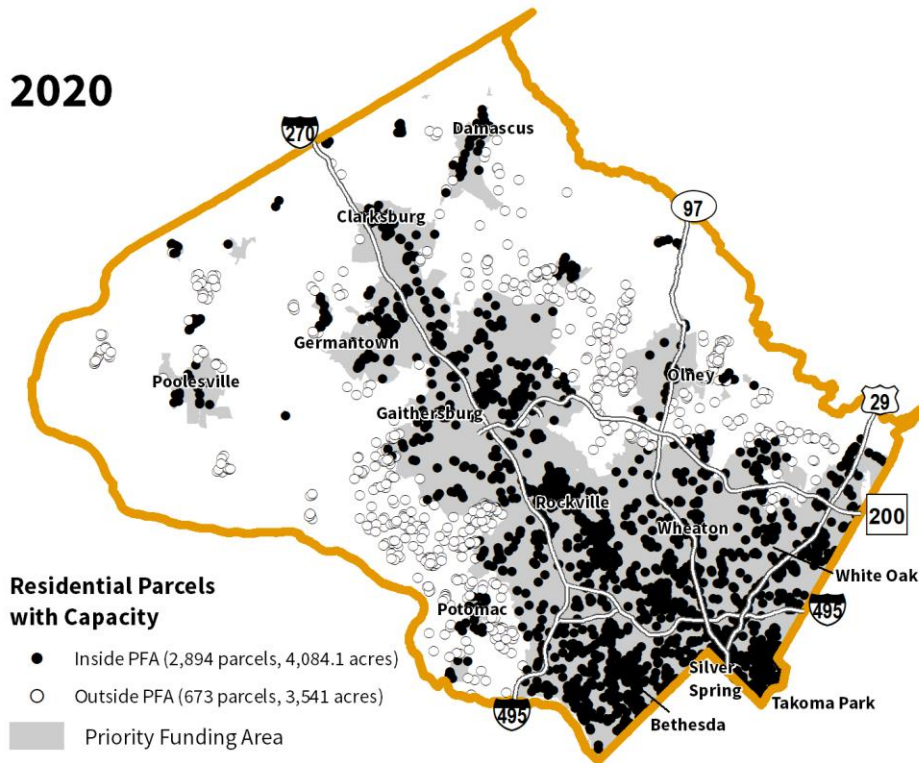 2020
270
Damascus
97
Clarksburg
Germantown
Poolesville
Olney
29
Gaithersburg
Rockville
Wheaton
200
White Oak
495
Potomac
Silver
Spring
Takoma Park
495
Bethesda
Residential Parcels
with Capacity
Inside PFA (2,894 parcels, 4,084.1 acres)
Outside PFA (673 parcels, 3,541 acres)
Priority Funding Area